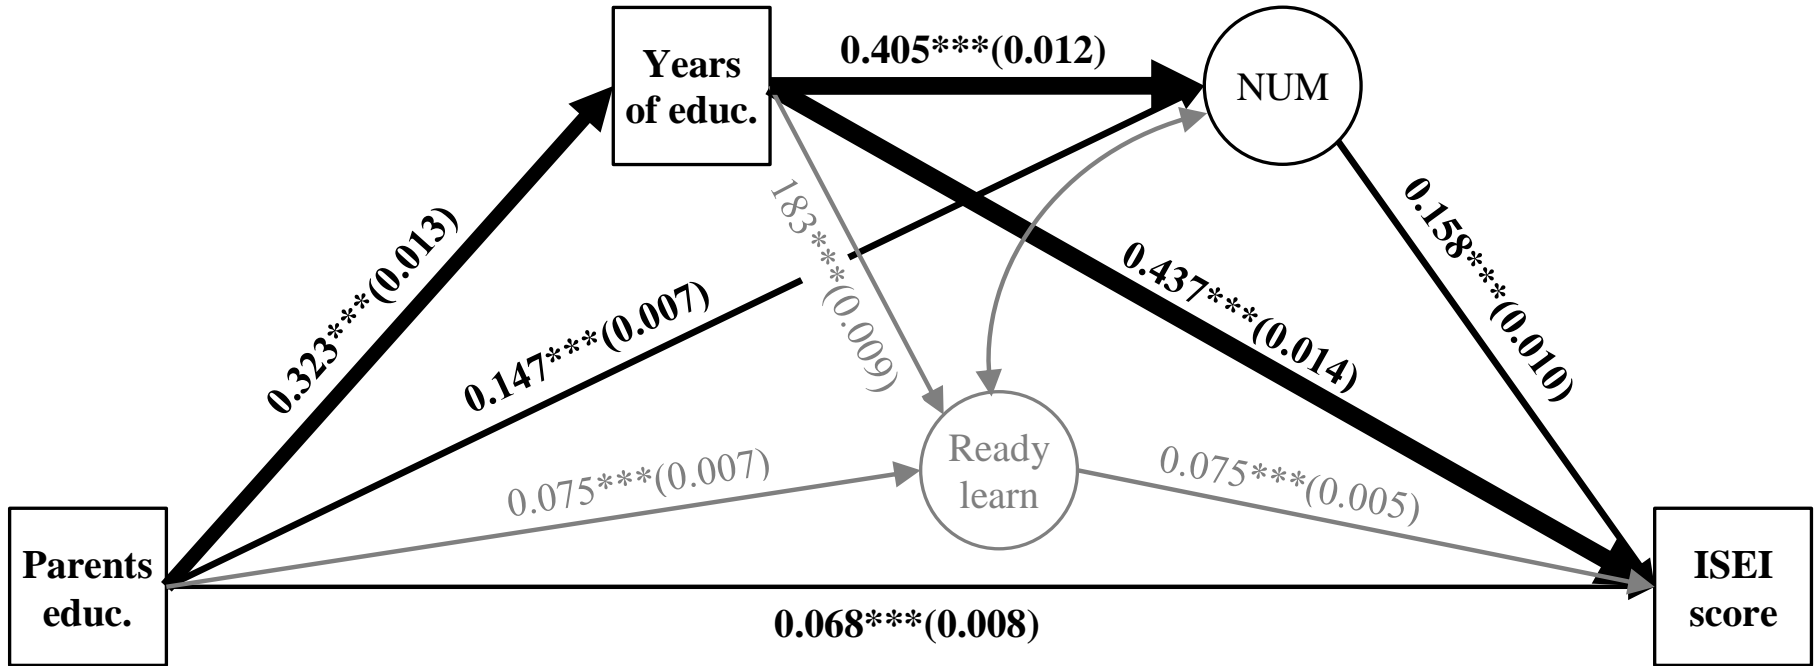 Years
of educ.
0.405***(0.012)
NUM
0.323***(0.013)
0.147***(0.007)
183***(0.009)
0.437***(0.014)
0.158***(0.010)
0.075***(0.007)
Ready
learn
0.075***(0.005)
Parents
educ.
0.068***(0.008)
ISEI
score